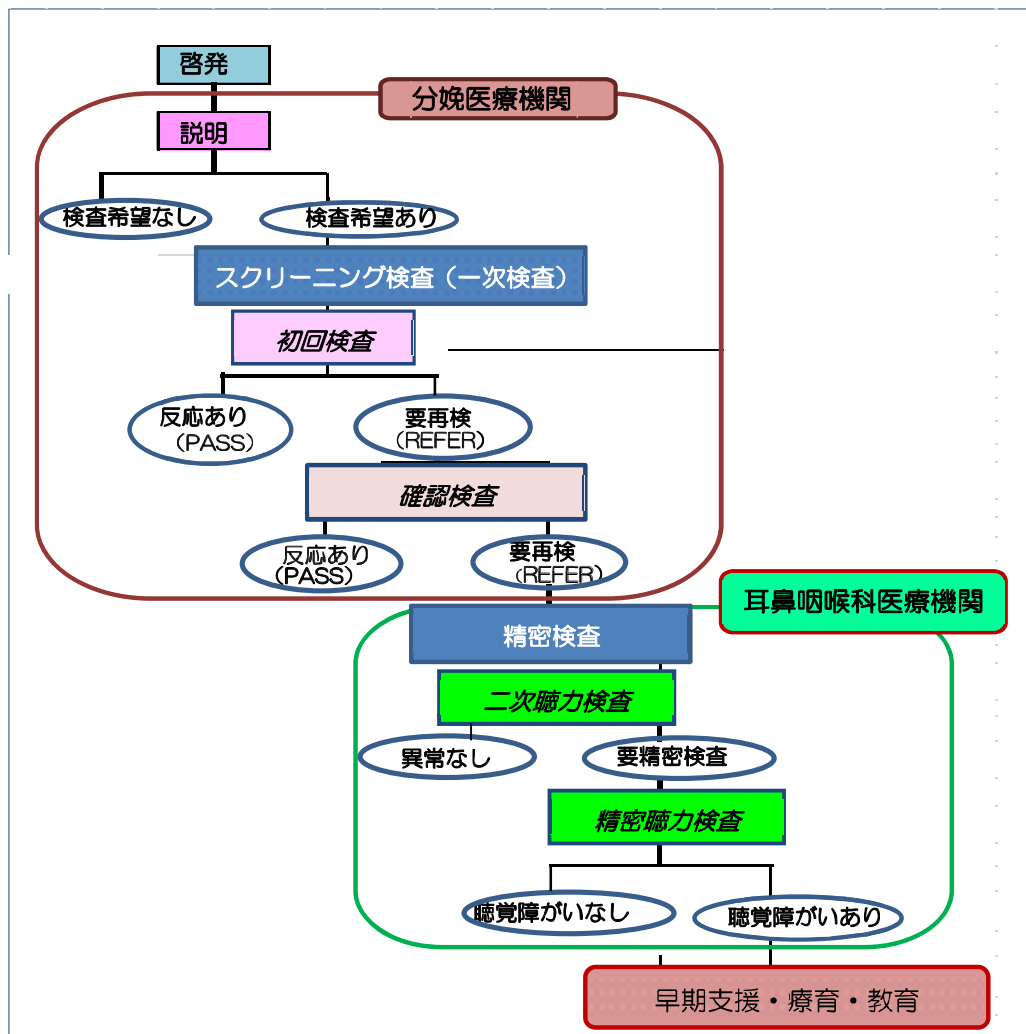 啓発
分娩医療機関
説明
検査希望なし
検査希望あり
スクリーニング検査（一次検査）
初回検査
反応あり
（PASS）
要再検
（REFER）
確認検査
反応あり
（PASS）
要再検
（REFER）
耳鼻咽喉科医療機関
精密検査
二次聴力検査
異常なし
要精密検査
精密聴力検査
聴覚障がいなし
聴覚障がいあり
早期支援・療育・教育